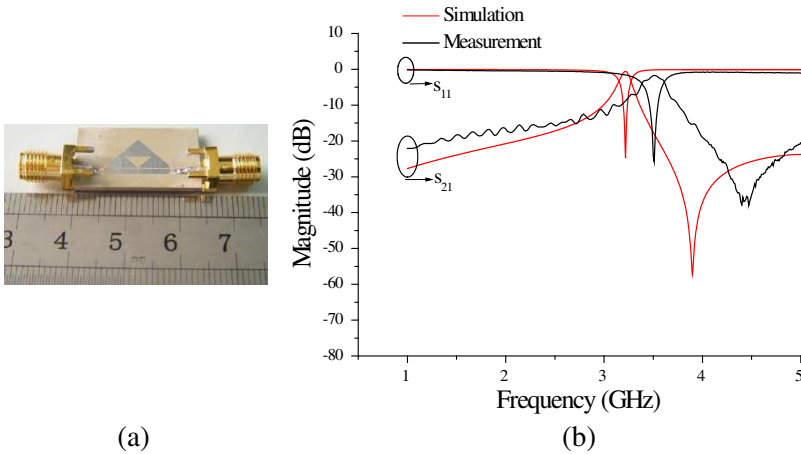 Simulation
Measurement
10
0
-10
-20
-30
-40
-50
-60
-70
-80
Magnitude (dB)
s11
s21
1
2
3
4
5
Frequency (GHz)
3 4 5 6 7
(a)
(b)